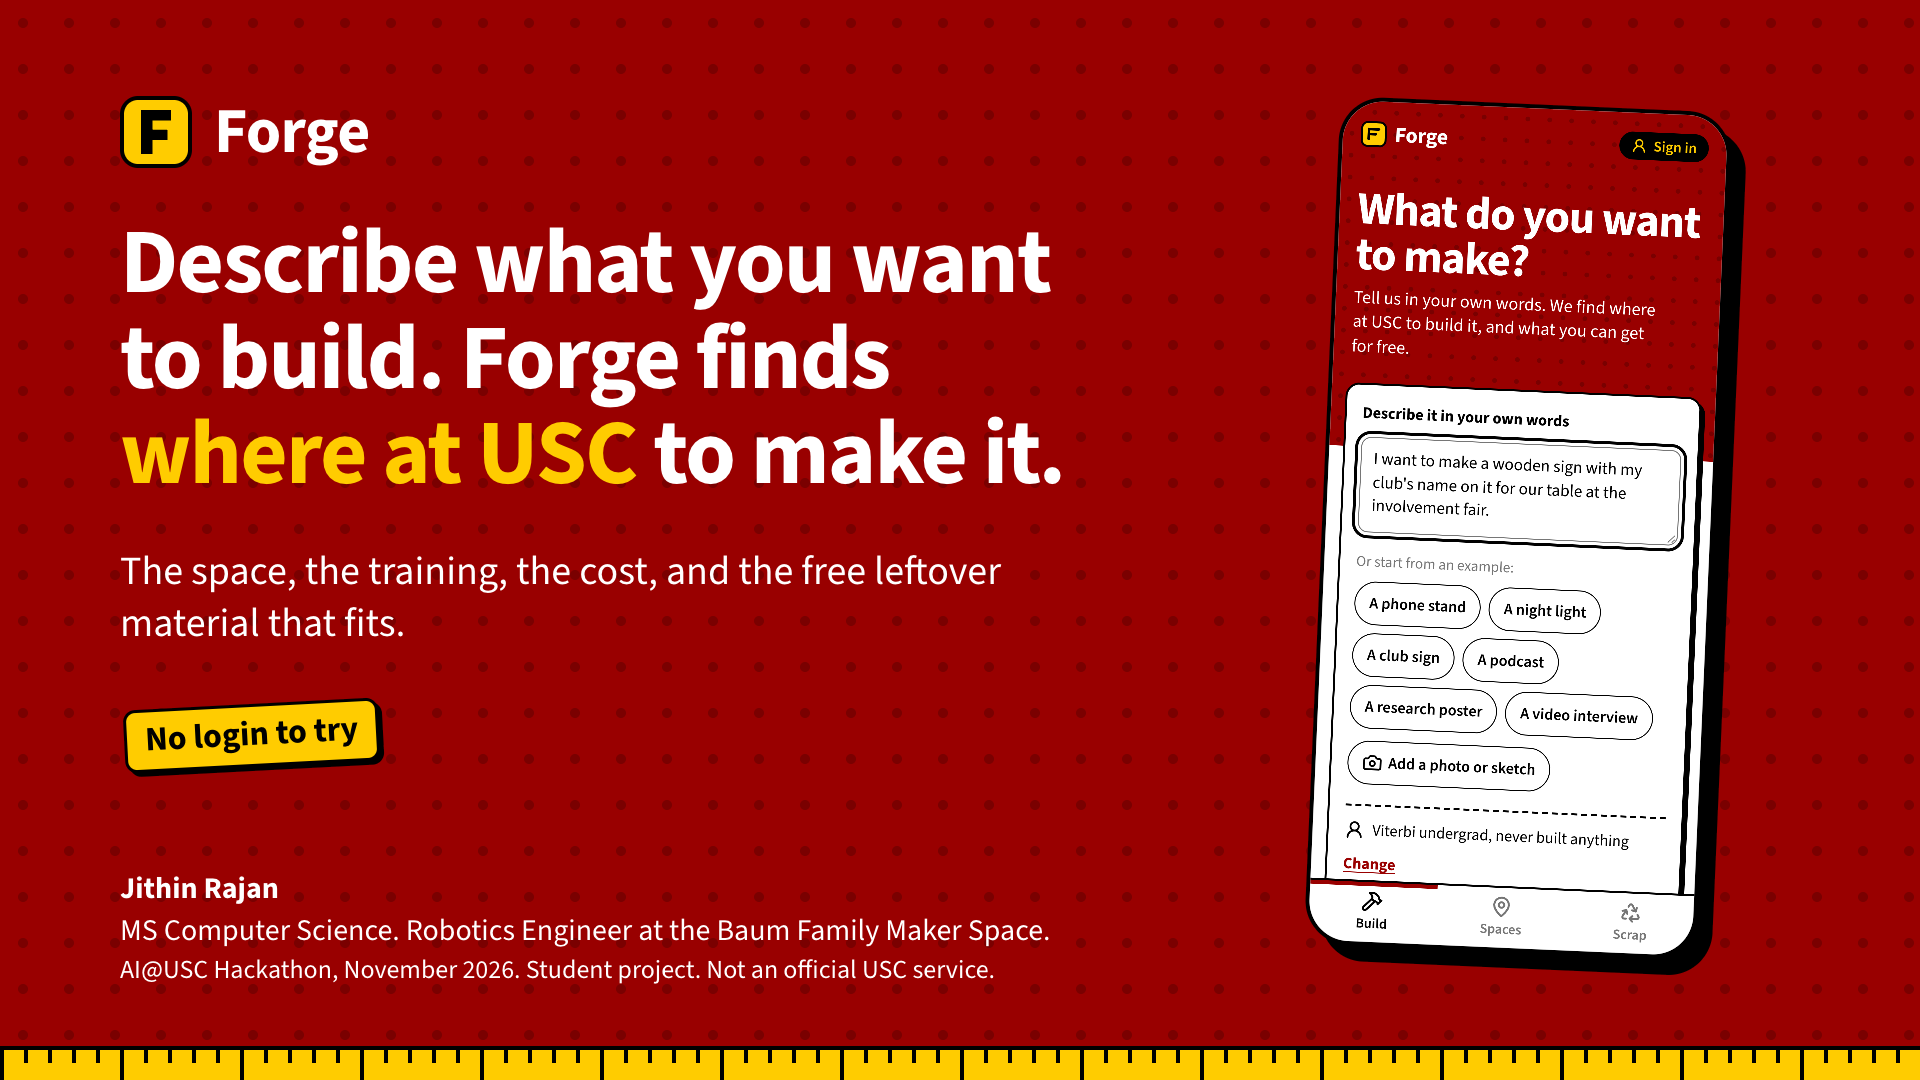 F Forge
Describe what you want
to build. Forge finds
where at USC to make it.
The space, the training, the cost, and the free leftover
material that fits.
No login to try
Jithin Rajan
MS Computer Science. Robotics Engineer at the Baum Family Maker Space.
AI@USC Hackathon, November 2026. Student project. Not an official USC service.
F Forge
Sign in
What do you want
to make?
Tell us in your own words. We find where
at USC to build it, and what you can get
for free.
Describe it in your own words
I want to make a wooden sign with my
club's name on it for our table at the
involvement fair.
Or start from an example:
A phone stand
A night light
A club sign
A podcast
A research poster
A video interview
Add a photo or sketch
Viterbi undergrad, never built anything
Change
Build
Spaces
Scrap